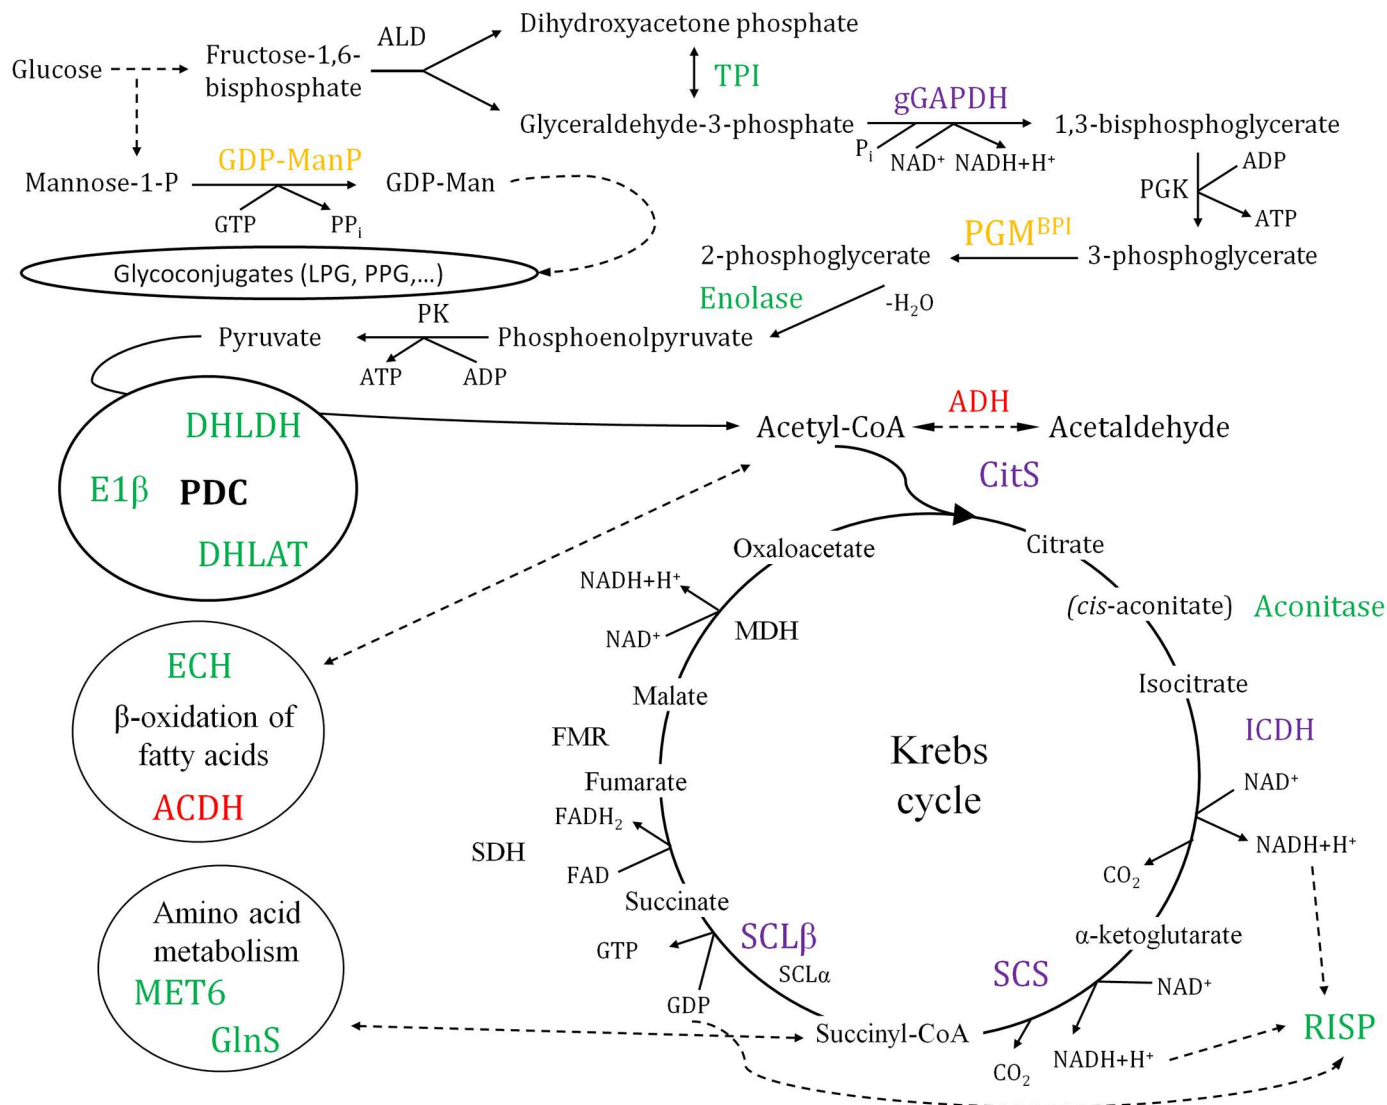 Dihydroxyacetone phosphate
ALD
Fructose-1,6-
bisphosphate
Glucose
TPI
gGAPDH
Glyceraldehyde-3-phosphate
1,3-bisphosphoglycerate
Pi
NAD+
NADH+H+
GDP-ManP
Mannose-1-P
GDP-Man
GTP
PPi
ADP
PGK
ATP
PGM^BPI
2-phosphoglycerate
3-phosphoglycerate
Glycoconjugates (LPG, PPG,...)
Enolase
-H2O
PK
Pyruvate
Phosphoenolpyruvate
ATP
ADP
DHLDH
E1β
PDC
DHLAT
ADH
Acetyl-CoA
Acetaldehyde
CitS
Oxaloacetate
Citrate
NADH+H+
NAD+
MDH
(cis-aconitate)
Aconitase
ECH
β-oxidation of
fatty acids
ACDH
Malate
Isocitrate
FMR
ICDH
Krebs
cycle
Fumarate
NAD+
FADH2
SDH
FAD
NADH+H+
CO2
Amino acid
metabolism
MET6
GlnS
Succinate
GTP
SCLβ
SCLα
GDP
α-ketoglutarate
SCS
NAD+
Succinyl-CoA
CO2
NADH+H+
RISP